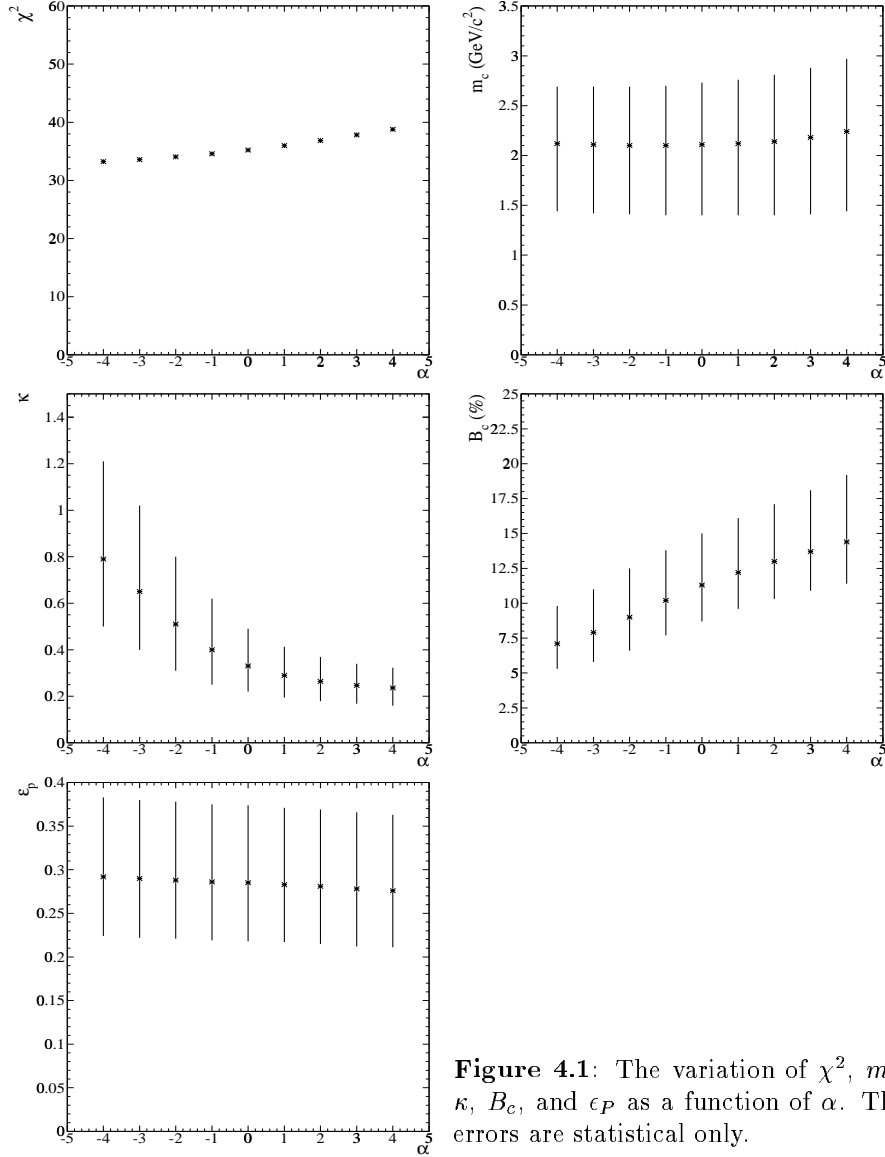 χ²
60
50
40
30
20
10
0
-5 -4 -3 -2 -1 0 1 2 3 4 5
α
m_c (GeV/c²)
3.5
3
2.5
2
1.5
1
0.5
0
-5 -4 -3 -2 -1 0 1 2 3 4 5
α
κ
1.4
1.2
1
0.8
0.6
0.4
0.2
0
-5 -4 -3 -2 -1 0 1 2 3 4 5
α
B_c (%)
25
22.5
20
17.5
15
12.5
10
7.5
5
2.5
0
-5 -4 -3 -2 -1 0 1 2 3 4 5
α
ε_p
0.4
0.35
0.3
0.25
0.2
0.15
0.1
0.05
0
-5 -4 -3 -2 -1 0 1 2 3 4 5
α
Figure 4.1: The variation of χ², m
κ, B_c, and ϵ_P as a function of α. Th
errors are statistical only.